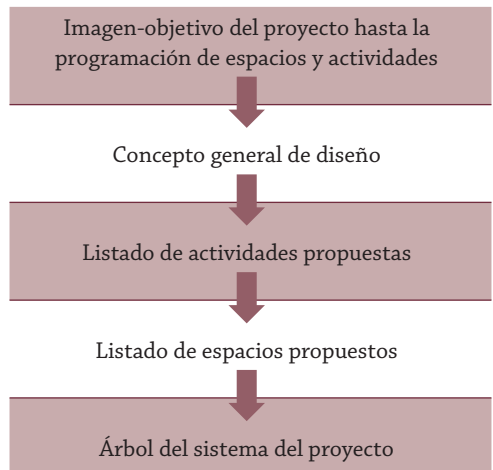 Imagen-objetivo del proyecto hasta la
programación de espacios y actividades
Concepto general de diseño
Listado de actividades propuestas
Listado de espacios propuestos
Árbol del sistema del proyecto